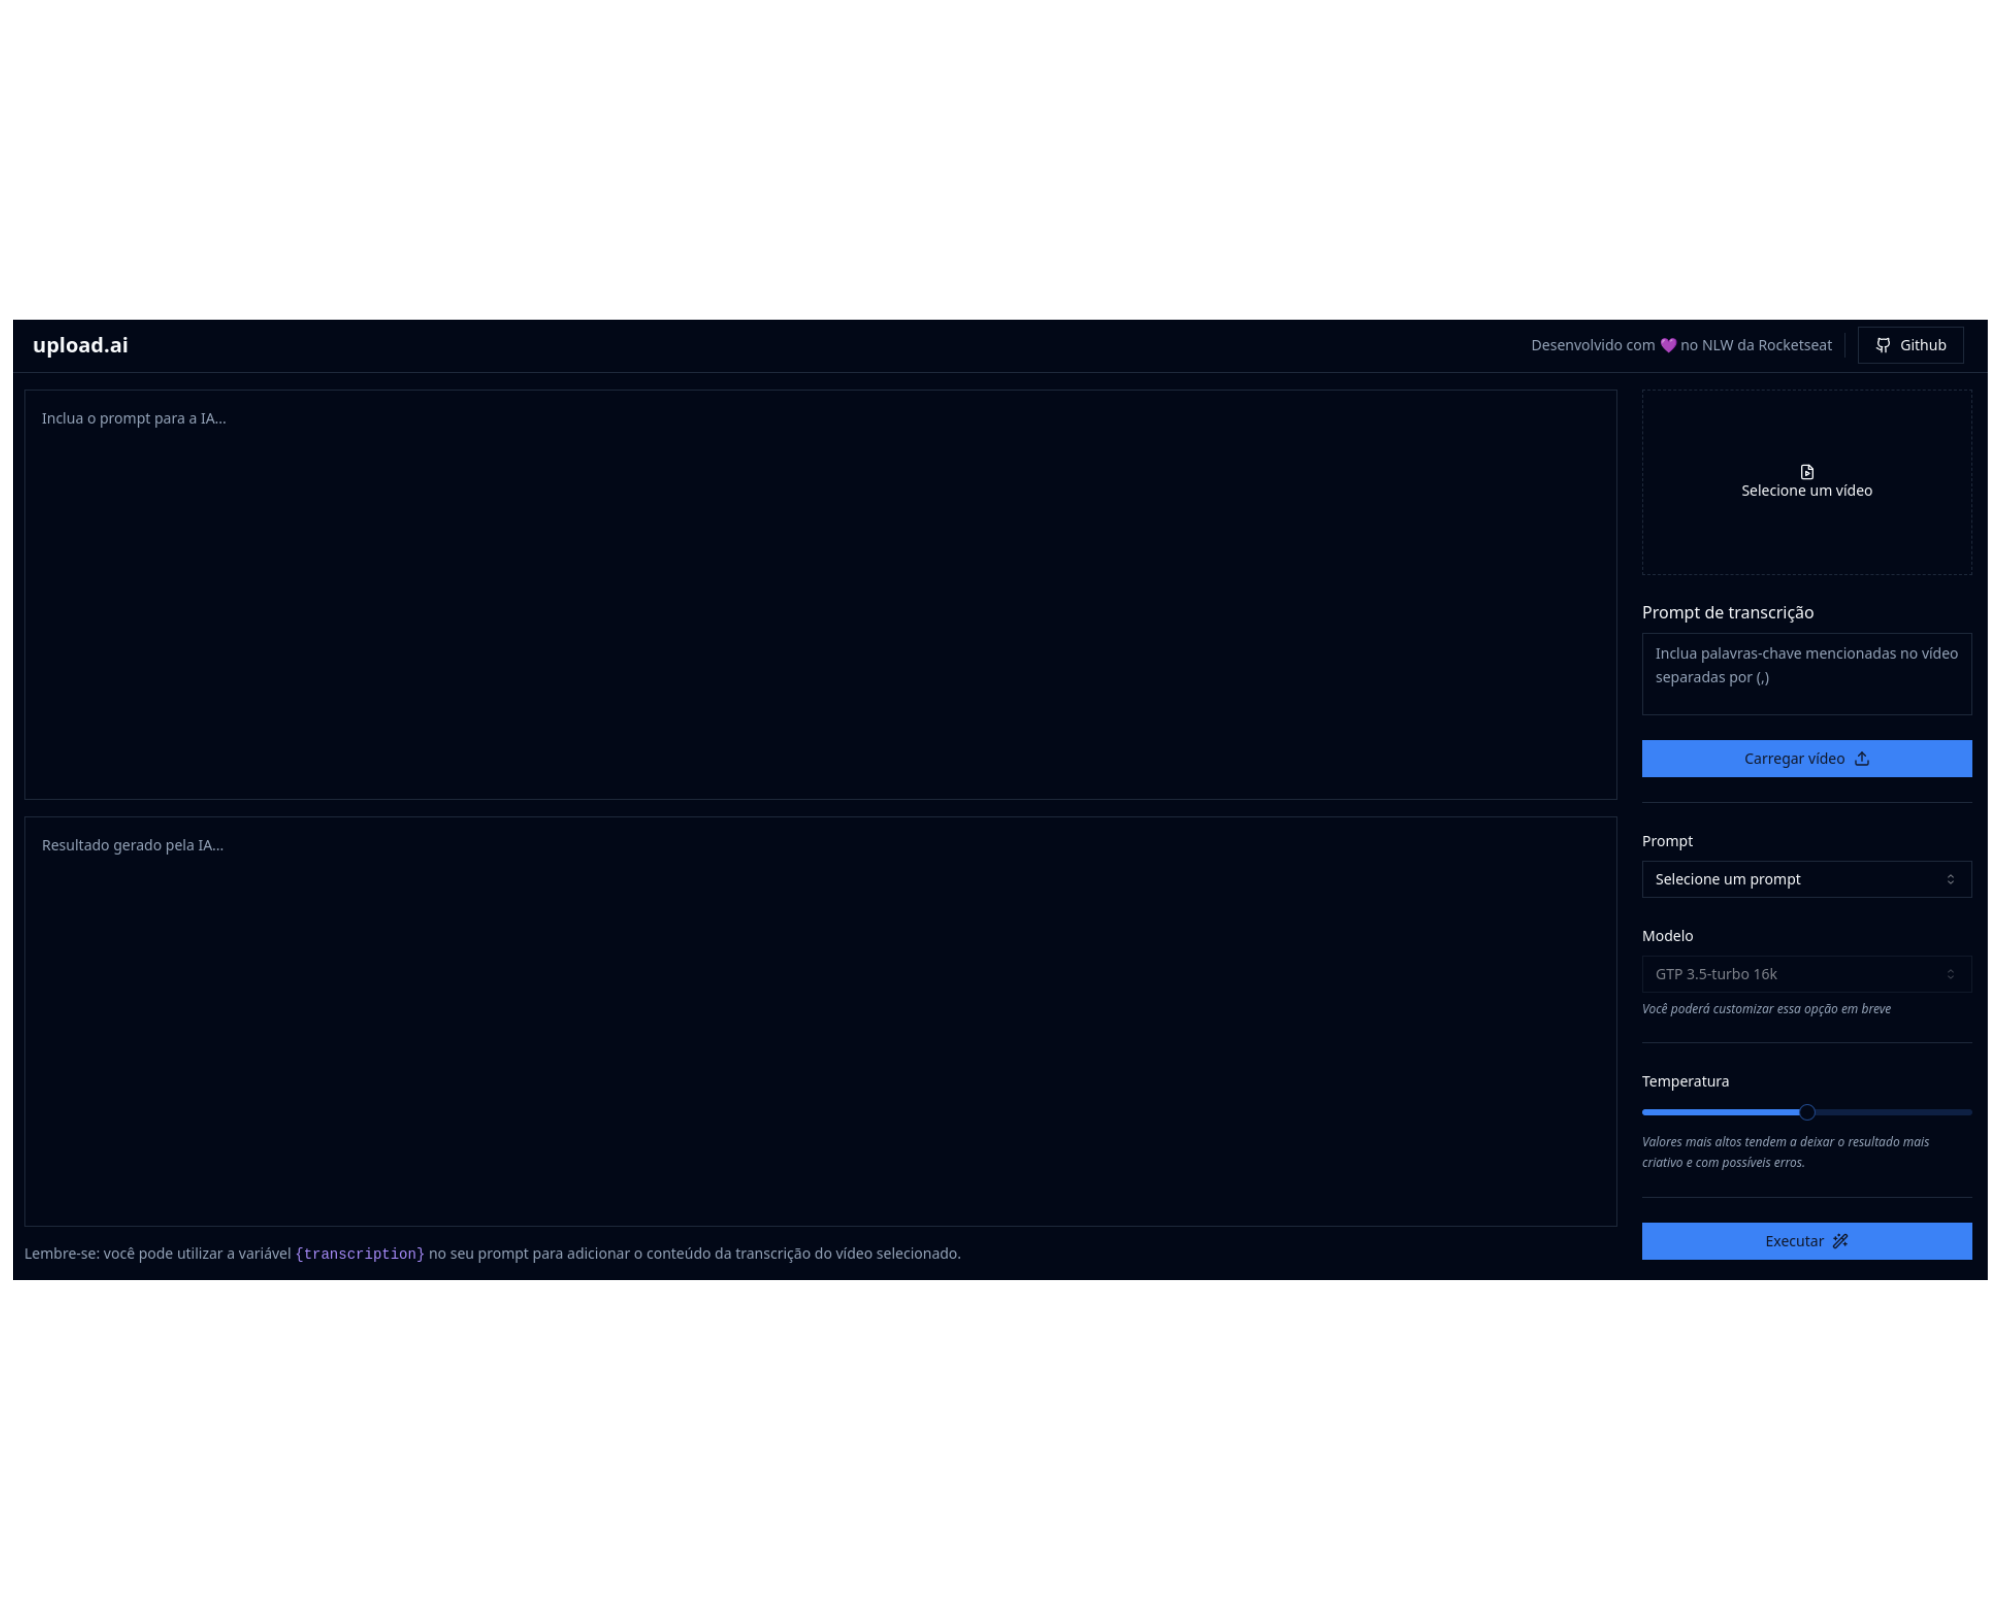 upload.ai
Desenvolvido com 💜 no NLW da Rocketseat
Github
Inclua o prompt para a IA...
Resultado gerado pela IA...
Lembre-se: você pode utilizar a variável {transcription} no seu prompt para adicionar o conteúdo da transcrição do vídeo selecionado.
Selecione um vídeo
Prompt de transcrição
Inclua palavras-chave mencionadas no vídeo
separadas por (,)
Carregar vídeo
Prompt
Selecione um prompt
Modelo
GTP 3.5-turbo 16k
Você poderá customizar essa opção em breve
Temperatura
Valores mais altos tendem a deixar o resultado mais
criativo e com possíveis erros.
Executar